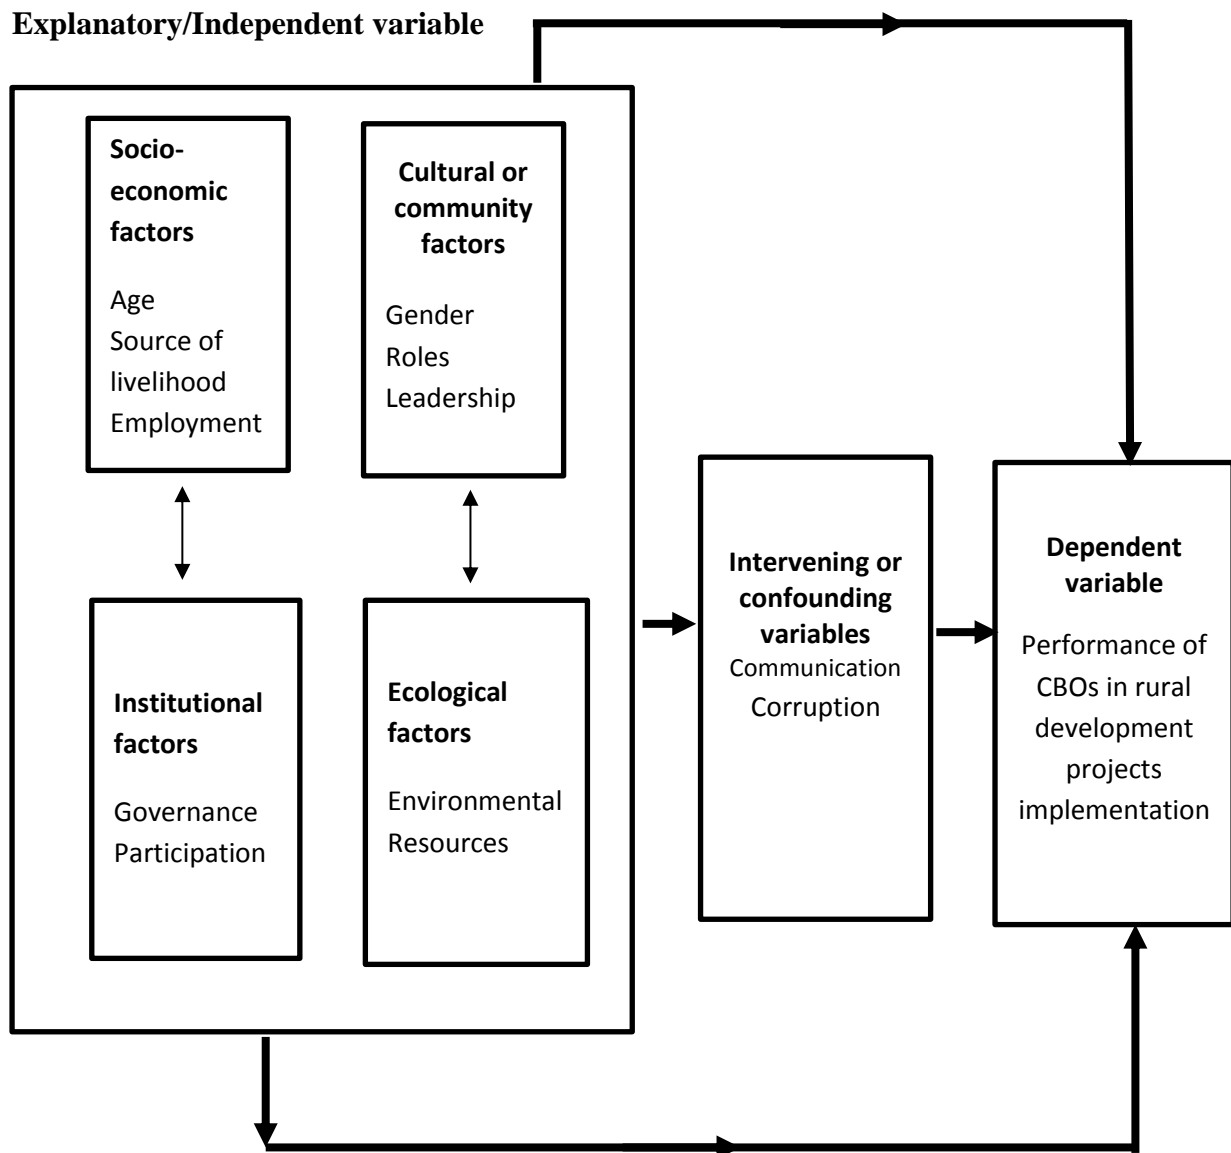 Explanatory/Independent variable
Socio-
economic
factors
Age
Source of
livelihood
Employment
Cultural or
community
factors
Gender
Roles
Leadership
Institutional
factors
Governance
Participation
Ecological
factors
Environmental
Resources
Intervening or
confounding
variables
Communication
Corruption
Dependent
variable
Performance of
CBOs in rural
development
projects
implementation